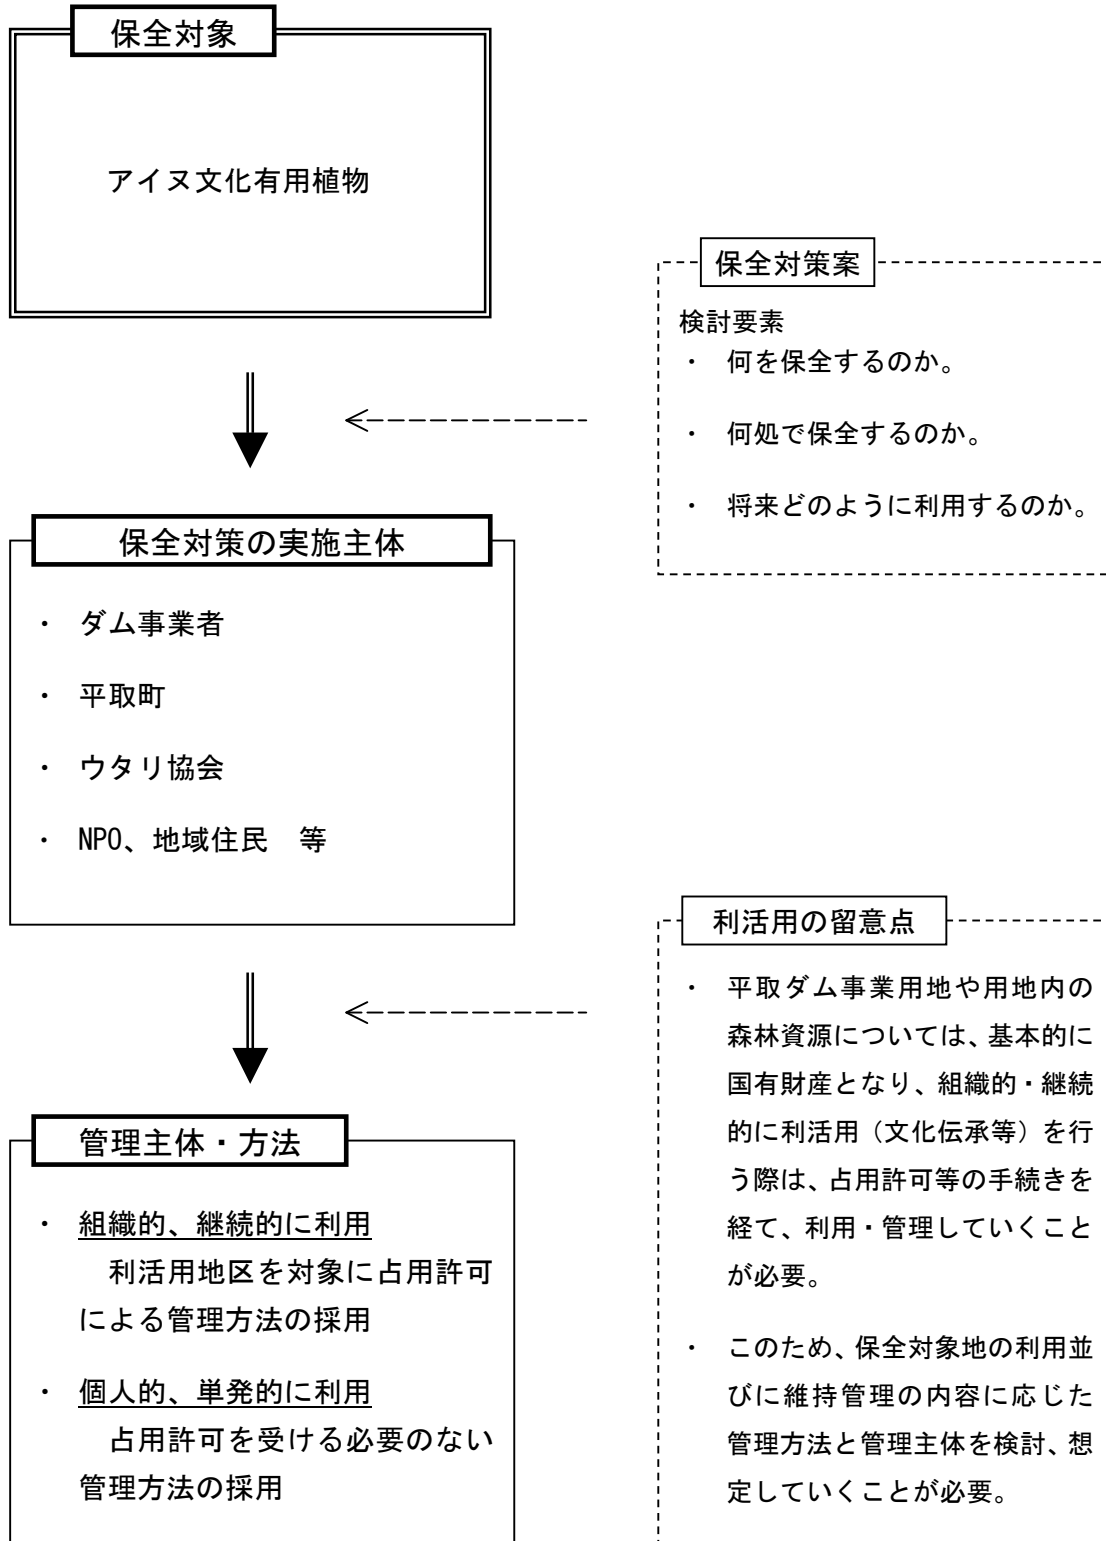 保全対象
アイヌ文化有用植物
保全対策案
検討要素
・ 何を保全するのか。
・ 何処で保全するのか。
・ 将来どのように利用するのか。
保全対策の実施主体
・ ダム事業者
・ 平取町
・ ウタリ協会
・ NPO、地域住民　等
利活用の留意点
・ 平取ダム事業用地や用地内の
森林資源については、基本的に
国有財産となり、組織的・継続
的に利活用（文化伝承等）を行
う際は、占用許可等の手続きを
経て、利用・管理していくこと
が必要。
・ このため、保全対象地の利用並
びに維持管理の内容に応じた
管理方法と管理主体を検討、想
定していくことが必要。
管理主体・方法
・ 組織的、継続的に利用
利活用地区を対象に占用許可
による管理方法の採用
・ 個人的、単発的に利用
占用許可を受ける必要のない
管理方法の採用